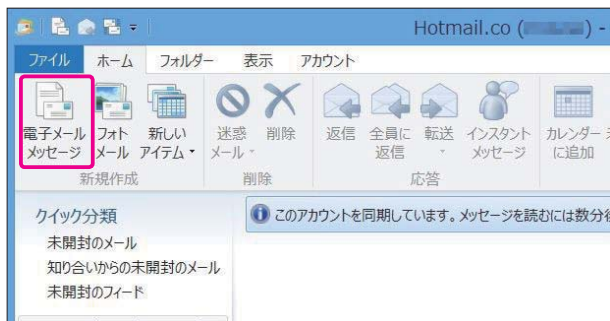 Hotmail.co ( ) -
ファイル ホーム フォルダー 表示 アカウント
電子メール メッセージ
フォト メール
新しい アイテム
迷惑 メール
削除
返信
全員に 返信
転送
インスタント メッセージ
カレンダー に追加
新規作成 削除 応答
クイック分類
このアカウントを同期しています。メッセージを読むには数分
未開封のメール
知り合いからの未開封のメール
未開封のフィード